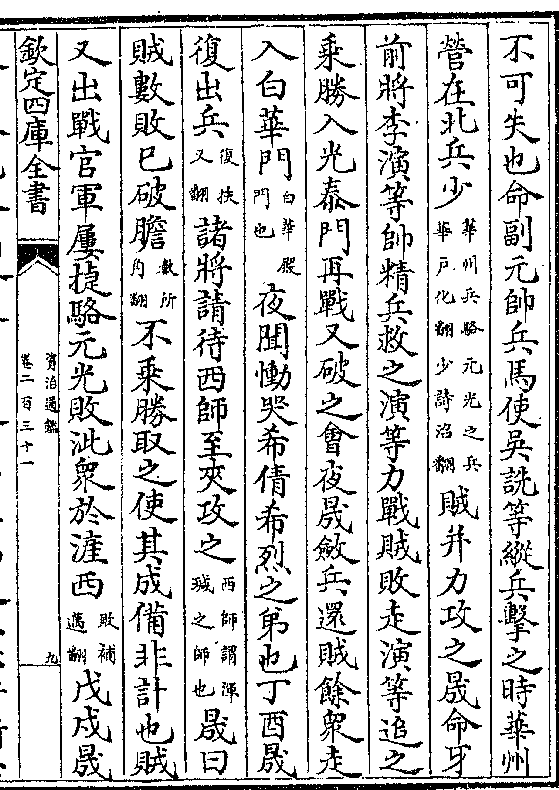 不可失也命副元帥兵馬使吳詵等縱兵擊之時華州
營在北兵少華州兵駱元光之兵華戸化翻少詩沼翻賊并力攻之晟命牙
前將李演等帥精兵救之演等力戰賊敗走演等追之
乘勝入光泰門再戰又破之會夜晟斂兵還賊餘衆走
入白華門白華殿門也夜聞慟哭希倩希烈之弟也丁酉晟
復出兵復扶又翻諸將請待西師至夾攻之西師謂渾瑊之師也晟曰
賊數敗已破膽數所角翻不乘勝取之使其成備非計也賊
又出戰官軍屢捷駱元光敗泚衆於滻西敗補邁翻戊戌晟
欽定四庫全書
資治通鑑
卷二百三十一
九